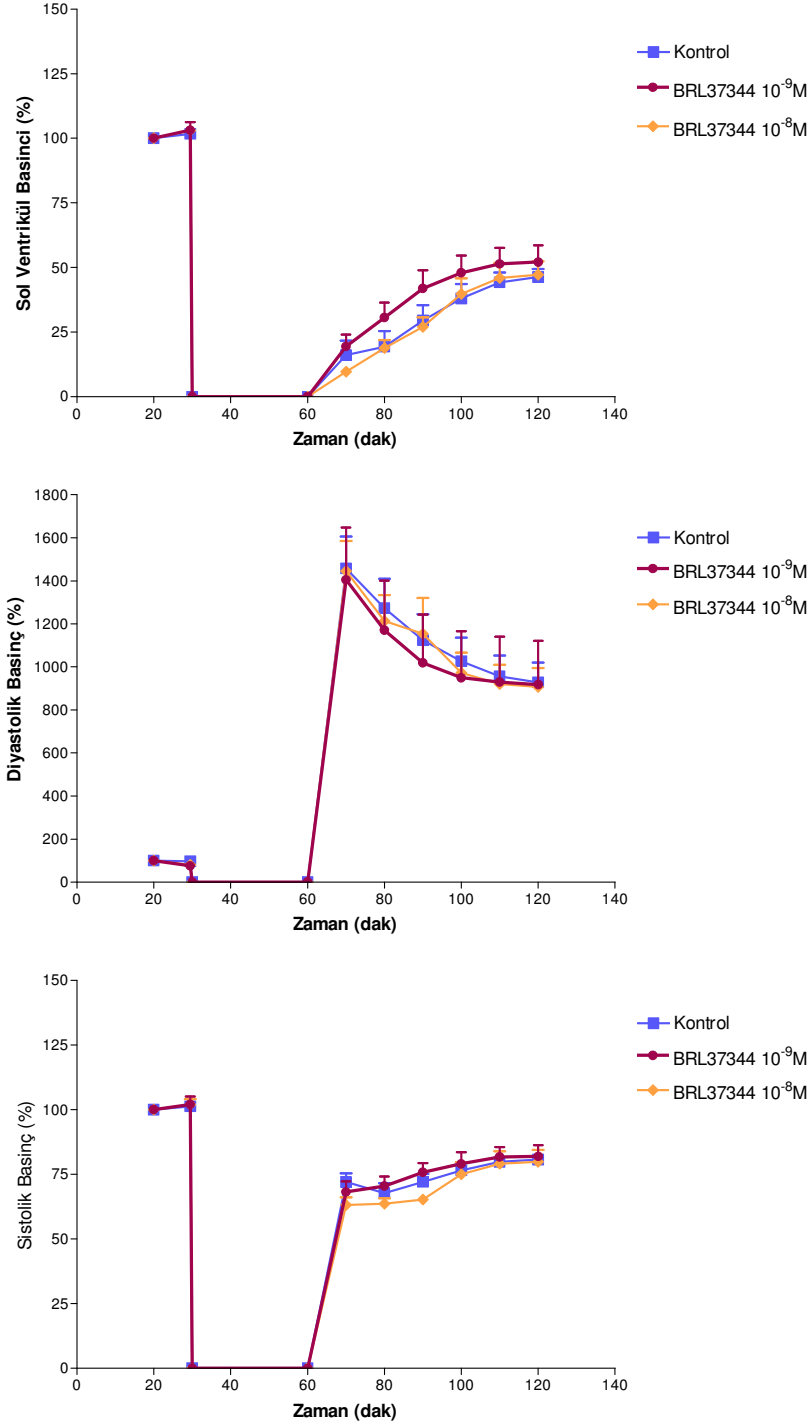 150
125
100
75
50
25
0
Sol Ventrikül Basinci (%)
0 20 40 60 80 100 120 140
Zaman (dak)
Kontrol
BRL37344 10⁻⁹M
BRL37344 10⁻⁸M
1800
1600
1400
1200
1000
800
600
400
200
0
Diyastolik Basinç (%)
0 20 40 60 80 100 120 140
Zaman (dak)
Kontrol
BRL37344 10⁻⁹M
BRL37344 10⁻⁸M
150
125
100
75
50
25
0
Sistolik Basinç (%)
0 20 40 60 80 100 120 140
Zaman (dak)
Kontrol
BRL37344 10⁻⁹M
BRL37344 10⁻⁸M